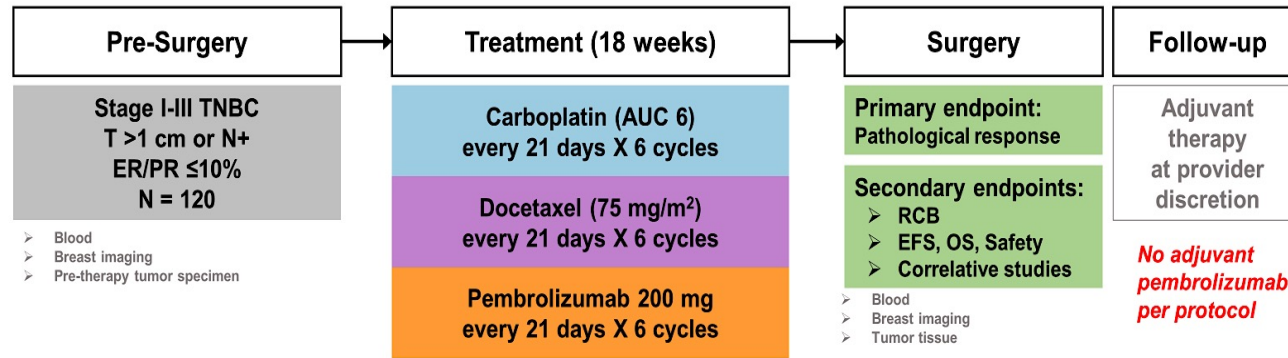 Pre-Surgery
Stage I-III TNBC
T >1 cm or N+
ER/PR ≤10%
N = 120
➢ Blood
➢ Breast imaging
➢ Pre-therapy tumor specimen
Treatment (18 weeks)
Carboplatin (AUC 6)
every 21 days X 6 cycles
Docetaxel (75 mg/m²)
every 21 days X 6 cycles
Pembrolizumab 200 mg
every 21 days X 6 cycles
Surgery
Primary endpoint:
Pathological response
Secondary endpoints:
➢ RCB
➢ EFS, OS, Safety
➢ Correlative studies
➢ Blood
➢ Breast imaging
➢ Tumor tissue
Follow-up
Adjuvant
therapy
at provider
discretion
No adjuvant
pembrolizumab
per protocol